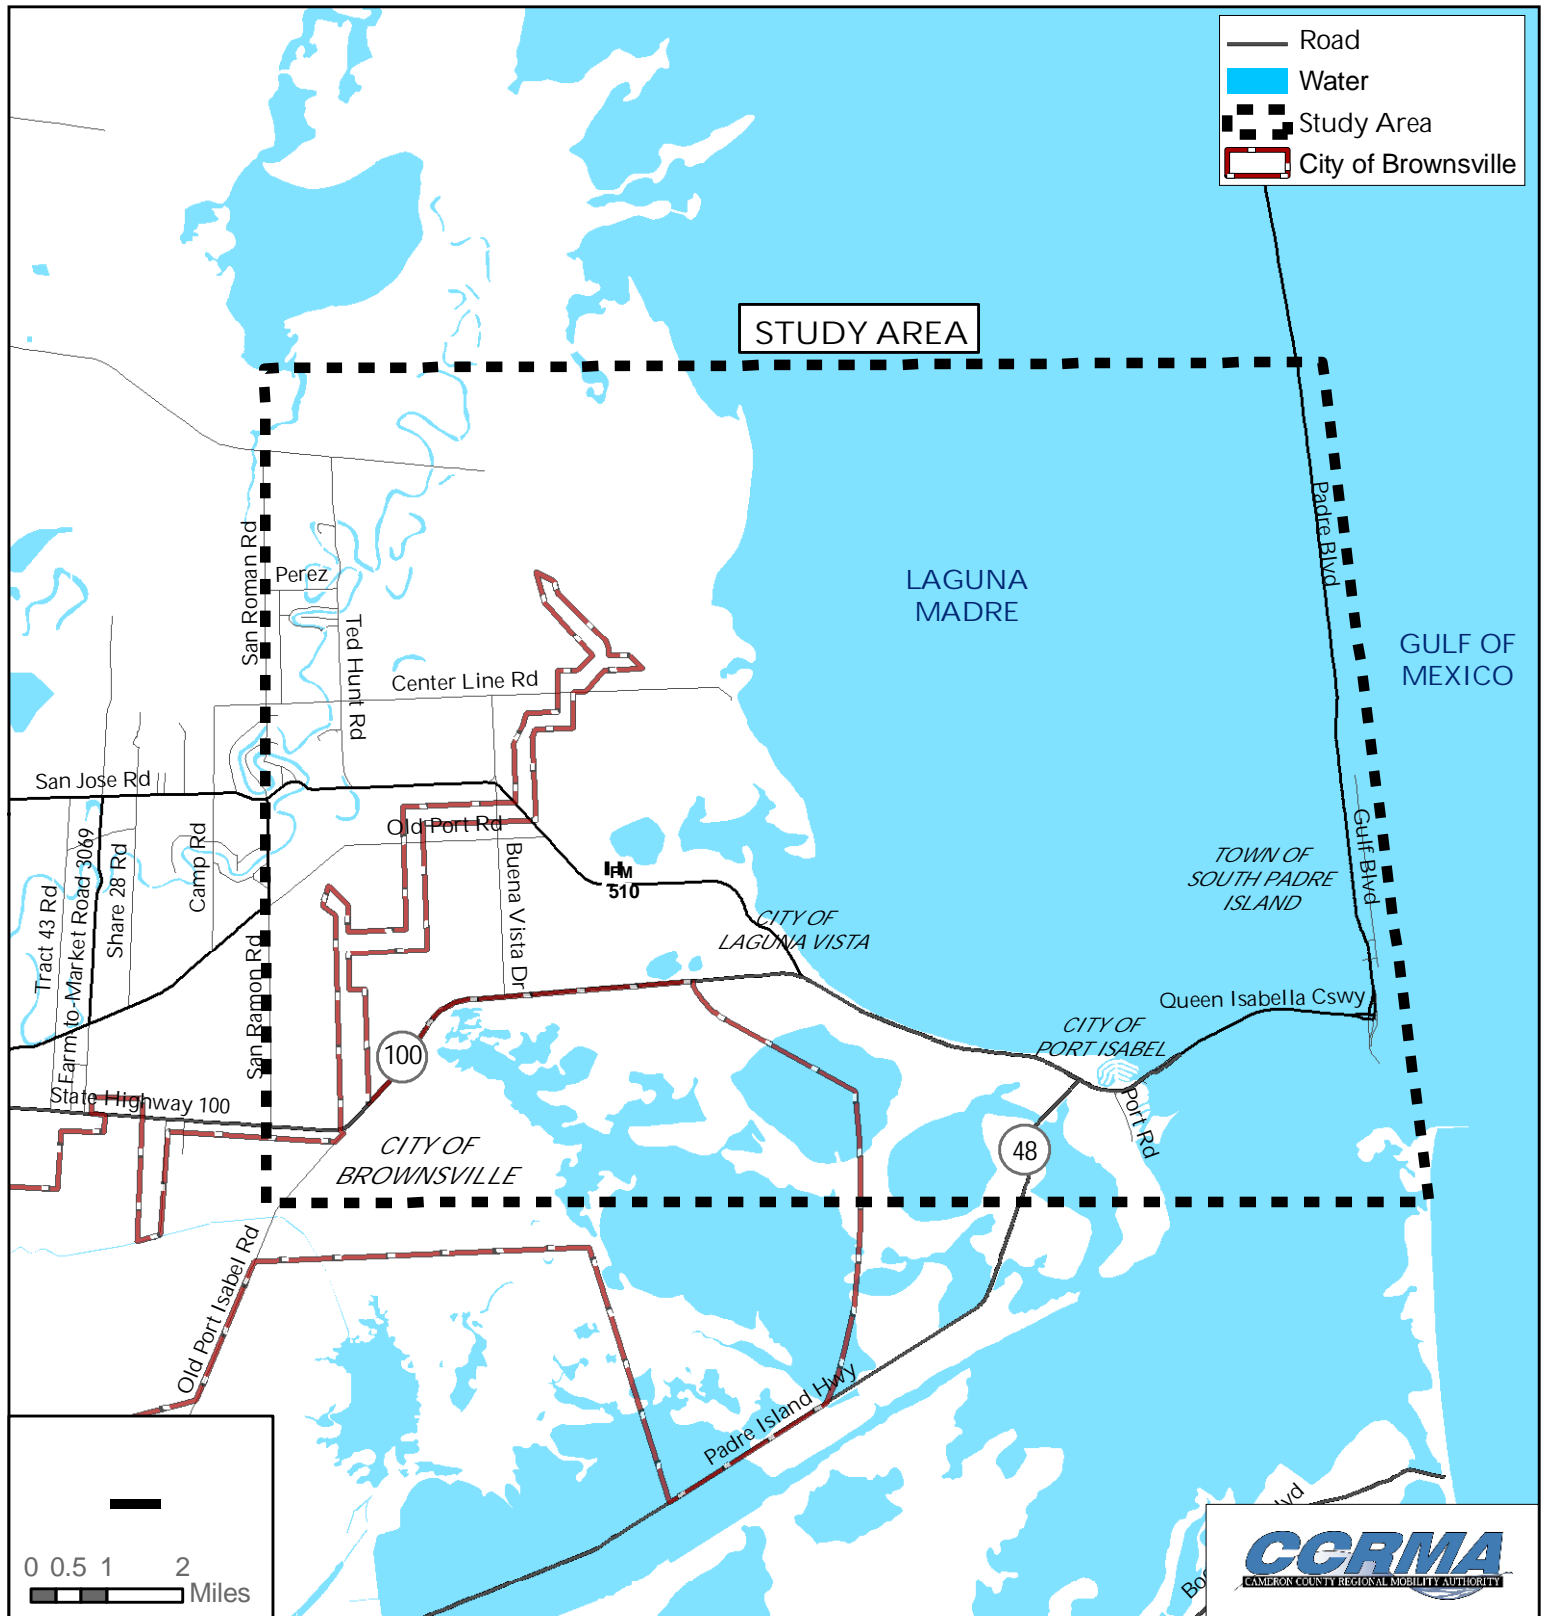 Road
Water
Study Area
City of Brownsville
STUDY AREA
Padre Blvd
San Roman Rd
Perez
LAGUNA
MADRE
Ted Hunt Rd
GULF OF
MEXICO
Center Line Rd
San Jose Rd
Old Port Rd
Gulf Blvd
Tract 43 Rd
Farm-to-Market Road 3069
Share 28 Rd
Camp Rd
Buena Vista Dr
FM
510
TOWN OF
SOUTH PADRE
ISLAND
CITY OF
LAGUNA VISTA
San Ramon Rd
Queen Isabella Cswy
CITY OF
PORT ISABEL
100
State Highway 100
Port Rd
48
CITY OF
BROWNSVILLE
Old Port Isabel Rd
Padre Island Hwy
0 0.5 1 2
Miles
CCRMA
CAMERON COUNTY REGIONAL MOBILITY AUTHORITY